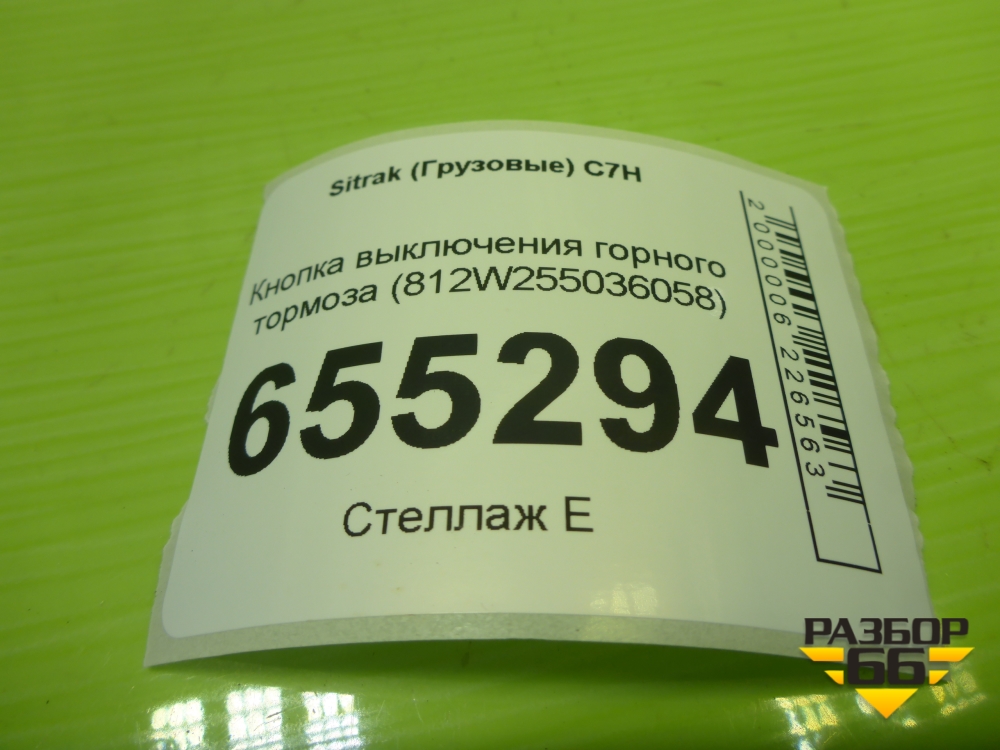 Sitrak (Грузовые) C7H
Кнопка выключения горного
тормоза (812W255036058)
655294
Стеллаж Е
2000006226563
РАЗБОР
66